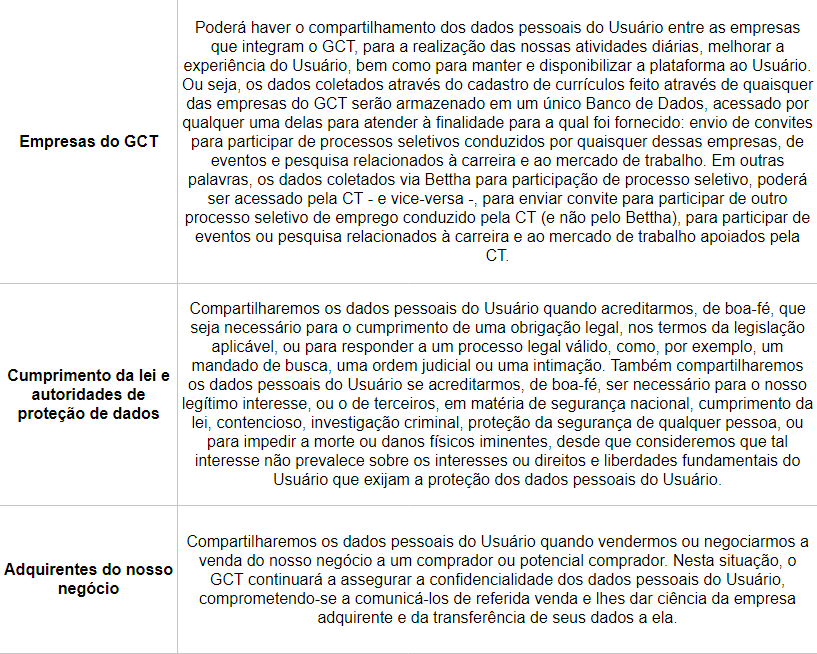 Empresas do GCT
Poderá haver o compartilhamento dos dados pessoais do Usuário entre as empresas
que integram o GCT, para a realização das nossas atividades diárias, melhorar a
experiência do Usuário, bem como para manter e disponibilizar a plataforma ao Usuário.
Ou seja, os dados coletados através do cadastro de currículos feito através de quaisquer
das empresas do GCT serão armazenado em um único Banco de Dados, acessado por
qualquer uma delas para atender à finalidade para a qual foi fornecido: envio de convites
para participar de processos seletivos conduzidos por quaisquer dessas empresas, de
eventos e pesquisa relacionados à carreira e ao mercado de trabalho. Em outras
palavras, os dados coletados via Bettha para participação de processo seletivo, poderá
ser acessado pela CT - e vice-versa -, para enviar convite para participar de outro
processo seletivo de emprego conduzido pela CT (e não pelo Bettha), para participar de
eventos ou pesquisa relacionados à carreira e ao mercado de trabalho apoiados pela
CT.
Cumprimento da lei e
autoridades de
proteção de dados
Compartilharemos os dados pessoais do Usuário quando acreditarmos, de boa-fé, que
seja necessário para o cumprimento de uma obrigação legal, nos termos da legislação
aplicável, ou para responder a um processo legal válido, como, por exemplo, um
mandado de busca, uma ordem judicial ou uma intimação. Também compartilharemos
os dados pessoais do Usuário se acreditarmos, de boa-fé, ser necessário para o nosso
legítimo interesse, ou o de terceiros, em matéria de segurança nacional, cumprimento da
lei, contencioso, investigação criminal, proteção da segurança de qualquer pessoa, ou
para impedir a morte ou danos físicos iminentes, desde que consideremos que tal
interesse não prevalece sobre os interesses ou direitos e liberdades fundamentais do
Usuário que exijam a proteção dos dados pessoais do Usuário.
Adquirentes do nosso
negócio
Compartilharemos os dados pessoais do Usuário quando vendermos ou negociarmos a
venda do nosso negócio a um comprador ou potencial comprador. Nesta situação, o
GCT continuará a assegurar a confidencialidade dos dados pessoais do Usuário,
comprometendo-se a comunicá-los de referida venda e lhes dar ciência da empresa
adquirente e da transferência de seus dados a ela.